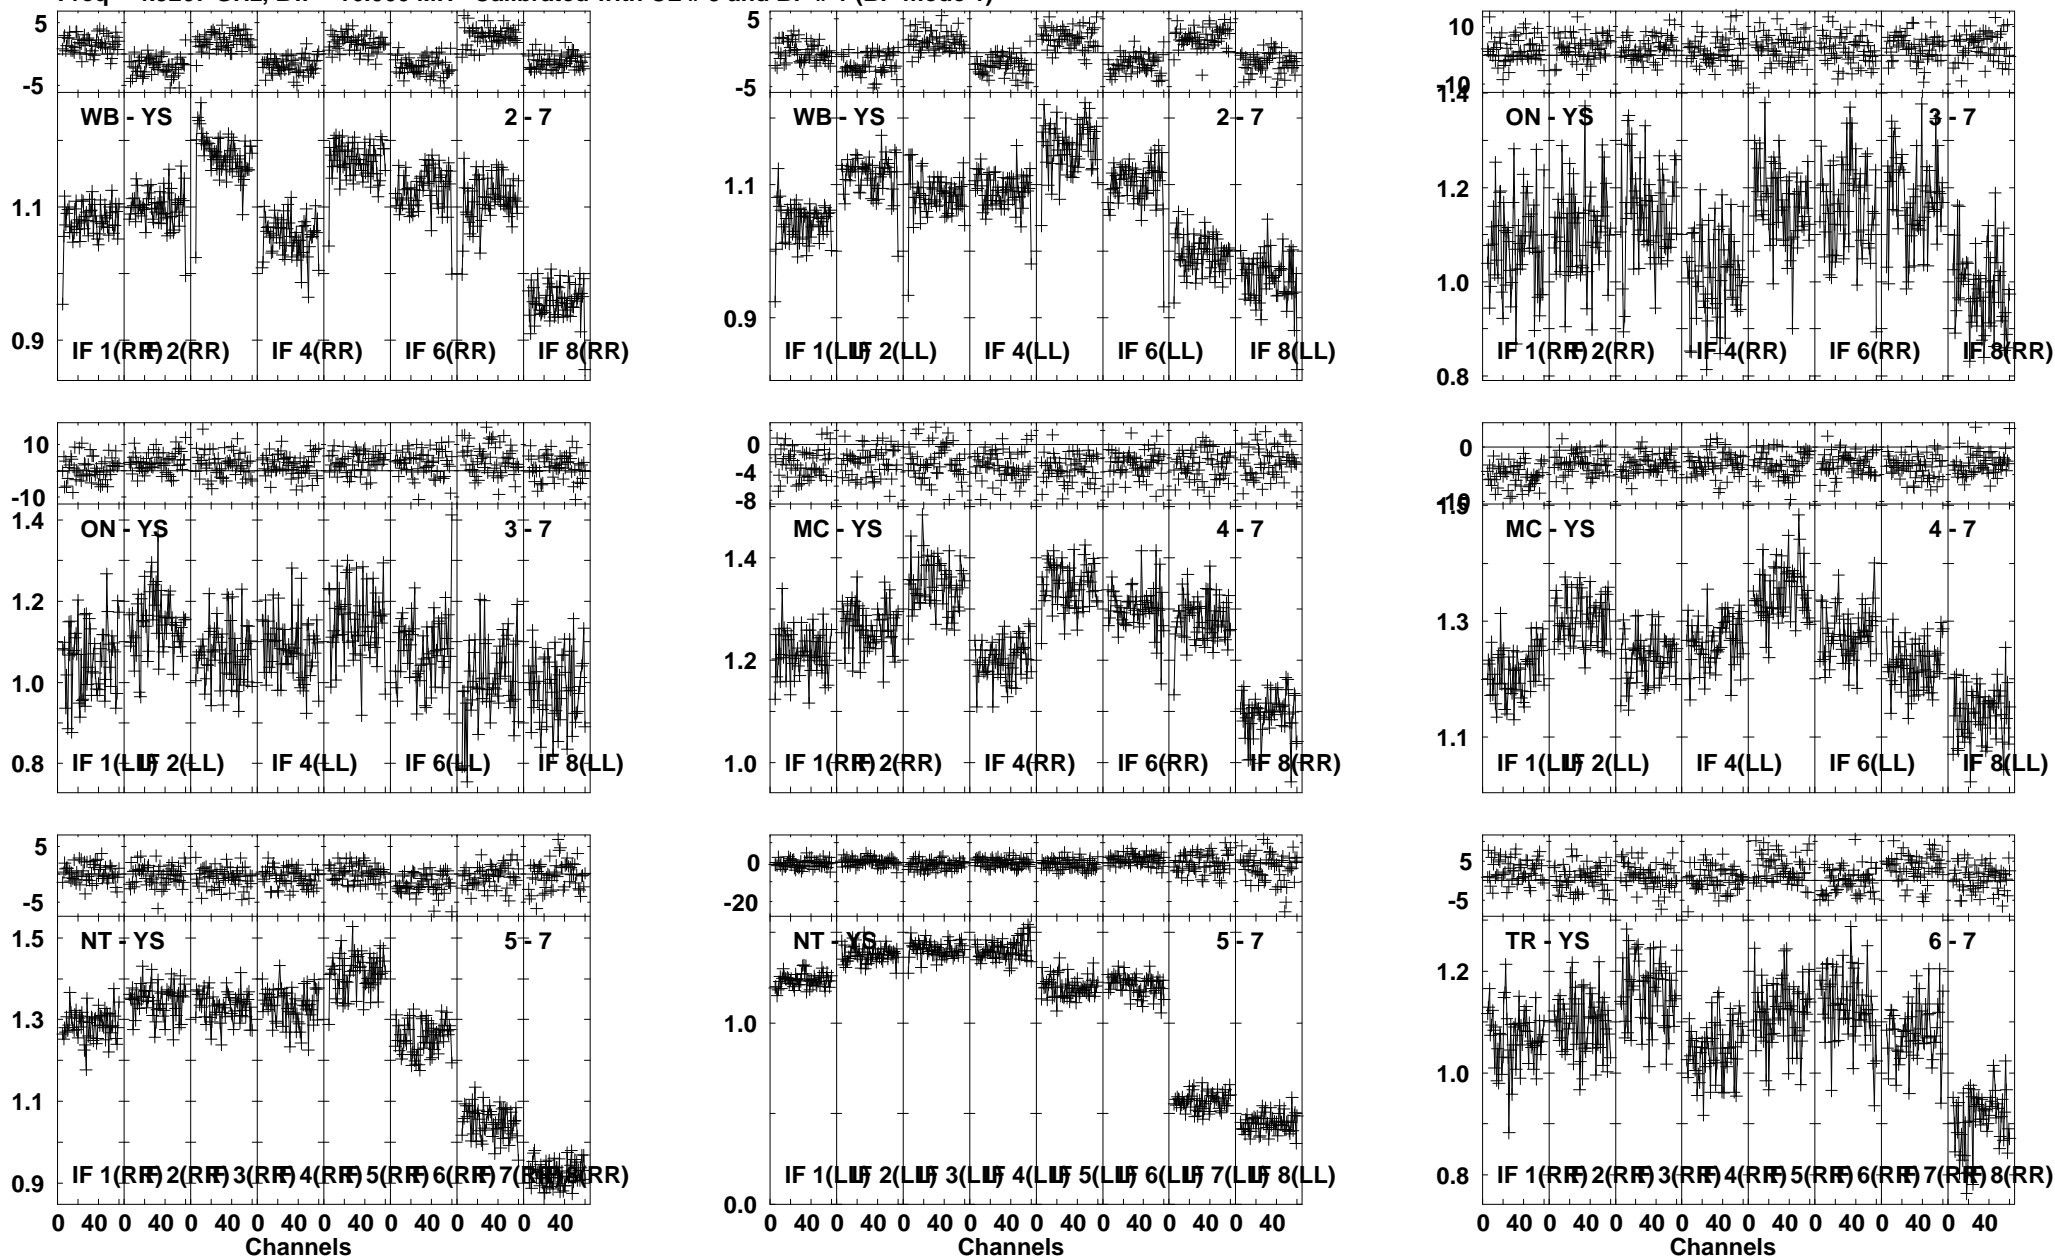 5
-5
WB - YS 2 - 7
1.1
0.9
IF 1(RR) IF 2(RR) IF 4(RR) IF 6(RR) IF 8(RR)
5
-5
WB - YS 2 - 7
1.1
0.9
IF 1(LL) IF 2(LL) IF 4(LL) IF 6(LL) IF 8(LL)
10
-10
1.4
ON - YS 3 - 7
1.2
1.0
0.8
IF 1(RR) IF 2(RR) IF 4(RR) IF 6(RR) IF 8(RR)
10
-10
1.4
ON - YS 3 - 7
1.2
1.0
0.8
IF 1(LL) IF 2(LL) IF 4(LL) IF 6(LL) IF 8(LL)
0
-4
-8
MC - YS 4 - 7
1.4
1.2
1.0
IF 1(RR) IF 2(RR) IF 4(RR) IF 6(RR) IF 8(RR)
0
-10
1.5
MC - YS 4 - 7
1.3
1.1
IF 1(LL) IF 2(LL) IF 4(LL) IF 6(LL) IF 8(LL)
5
-5
1.5
NT - YS 5 - 7
1.3
1.1
0.9
IF 1(RR) IF 2(RR) IF 3(RR) IF 4(RR) IF 5(RR) IF 6(RR) IF 7(RR) IF 8(RR)
0 40 0 40 0 40 0 40 0 40 0 40 0 40 0 40
Channels
0
-20
NT - YS 5 - 7
1.0
0.0
IF 1(LL) IF 2(LL) IF 3(LL) IF 4(LL) IF 5(LL) IF 6(LL) IF 7(LL) IF 8(LL)
0 40 0 40 0 40 0 40 0 40 0 40 0 40 0 40
Channels
5
-5
TR - YS 6 - 7
1.2
1.0
0.8
IF 1(RR) IF 2(RR) IF 3(RR) IF 4(RR) IF 5(RR) IF 6(RR) IF 7(RR) IF 8(RR)
0 40 0 40 0 40 0 40 0 40 0 40 0 40 0 40
Channels